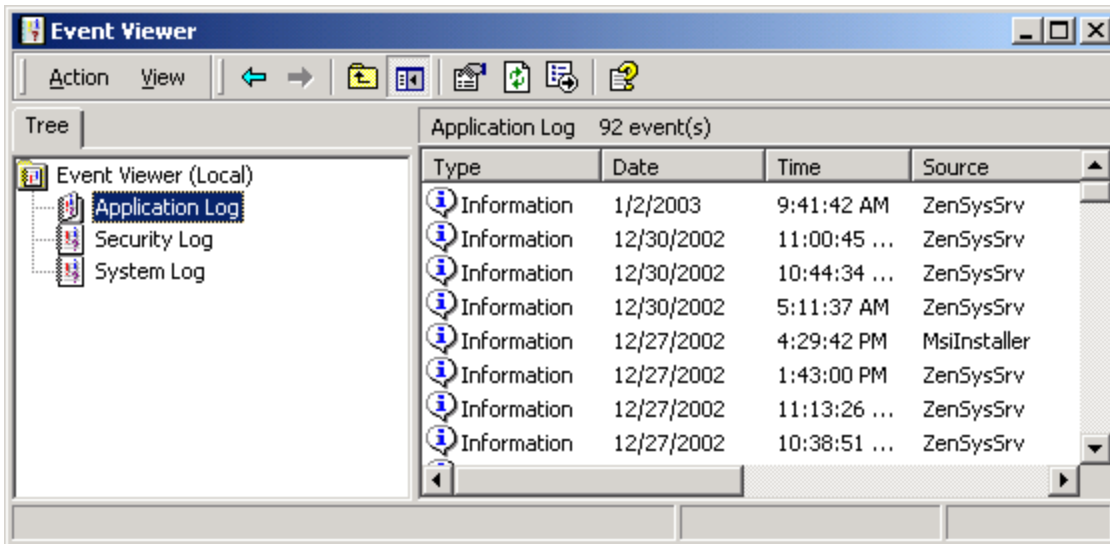 Event Viewer
Action View
Tree
Application Log 92 event(s)
Event Viewer (Local)
Application Log
Security Log
System Log
Type Date Time Source
Information 1/2/2003 9:41:42 AM ZenSysSrv
Information 12/30/2002 11:00:45 ... ZenSysSrv
Information 12/30/2002 10:44:34 ... ZenSysSrv
Information 12/30/2002 5:11:37 AM ZenSysSrv
Information 12/27/2002 4:29:42 PM MsiInstaller
Information 12/27/2002 1:43:00 PM ZenSysSrv
Information 12/27/2002 11:13:26 ... ZenSysSrv
Information 12/27/2002 10:38:51 ... ZenSysSrv